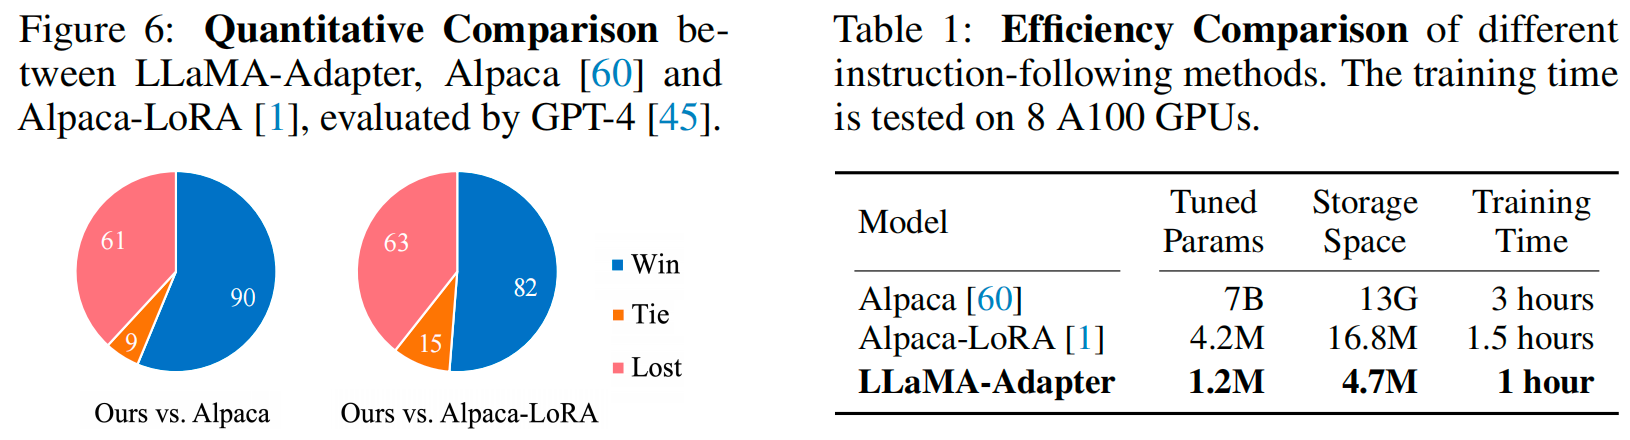 Figure 6: Quantitative Comparison be-
tween LLaMA-Adapter, Alpaca [60] and
Alpaca-LoRA [1], evaluated by GPT-4 [45].
61
90
9
Ours vs. Alpaca
63
82
15
Ours vs. Alpaca-LoRA
Win
Tie
Lost
Table 1: Efficiency Comparison of different
instruction-following methods. The training time
is tested on 8 A100 GPUs.
Model Tuned Params Storage Space Training Time
Alpaca [60] 7B 13G 3 hours
Alpaca-LoRA [1] 4.2M 16.8M 1.5 hours
LLaMA-Adapter 1.2M 4.7M 1 hour